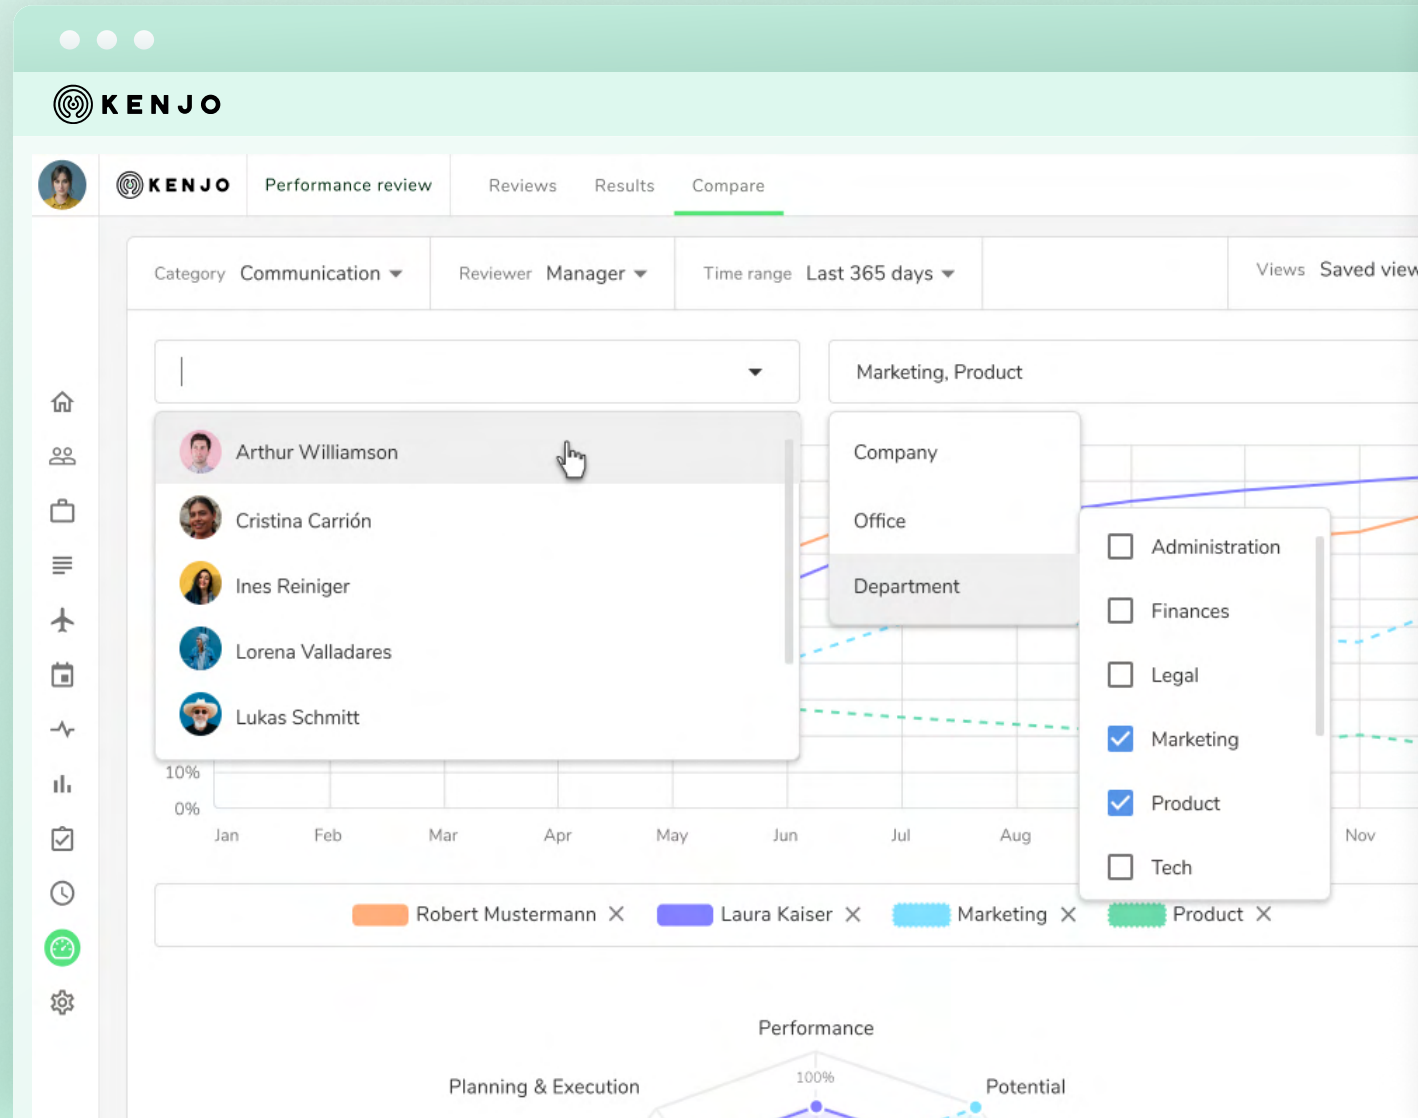 KENJO
KENJO Performance review Reviews Results Compare
Category Communication Reviewer Manager Time range Last 365 days Views Saved view
Marketing, Product
Arthur Williamson
Cristina Carrión
Ines Reiniger
Lorena Valladares
Lukas Schmitt
Company
Office
Department
Administration
Finances
Legal
Marketing
Product
Tech
10%
0%
Jan Feb Mar Apr May Jun Jul Aug Nov
Robert Mustermann Laura Kaiser Marketing Product
Performance
100%
Planning & Execution Potential